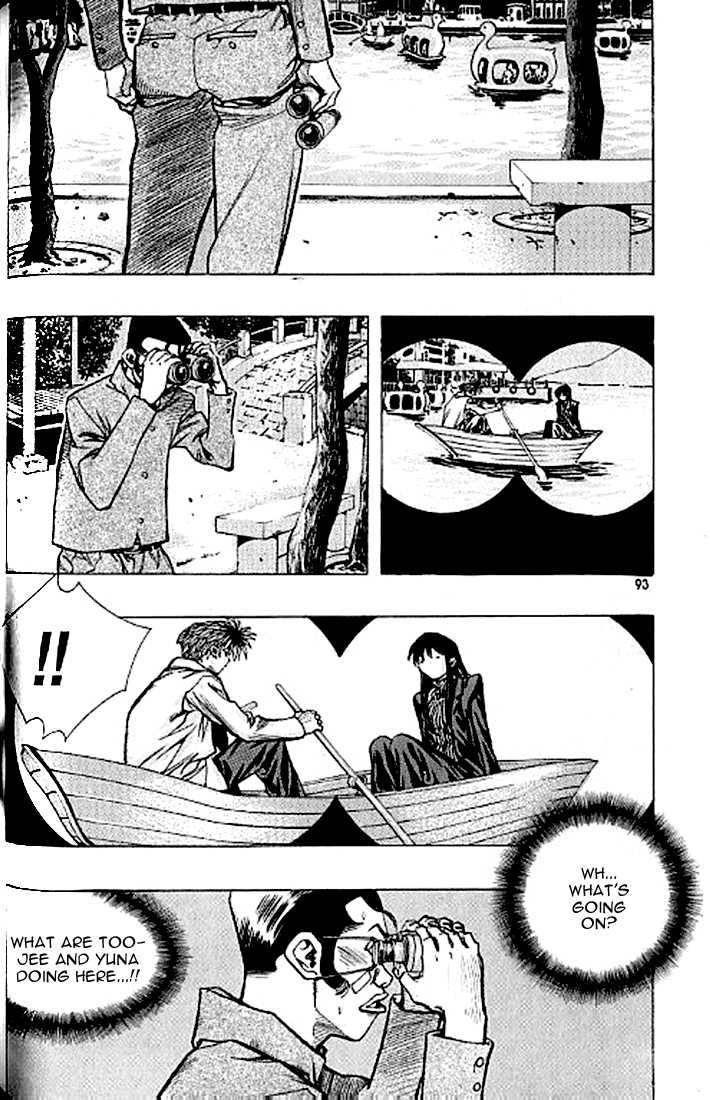 93
!!
WH...
WHAT'S
GOING
ON?
WHAT ARE TOO-
JEE AND YUNA
DOING HERE...!!